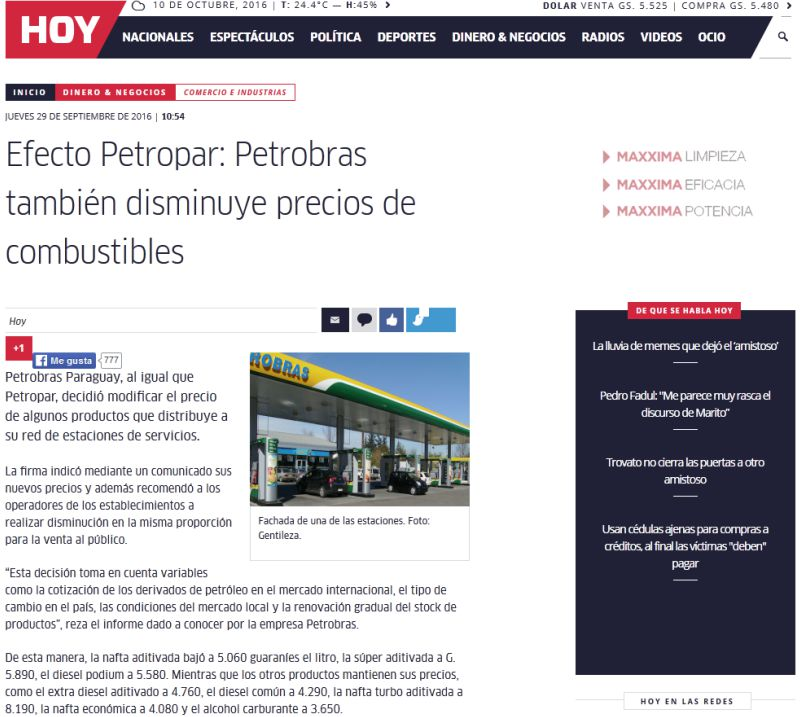 HOY
10 DE OCTUBRE, 2016 | T: 24.4°C — H:45%
DOLAR VENTA GS. 5.525 | COMPRA GS. 5.480
NACIONALES ESPECTÁCULOS POLÍTICA DEPORTES DINERO & NEGOCIOS RADIOS VIDEOS OCIO
INICIO DINERO & NEGOCIOS COMERCIO E INDUSTRIAS
JUEVES 29 DE SEPTIEMBRE DE 2016 | 10:54
Efecto Petropar: Petrobras
también disminuye precios de
combustibles
MAXXIMA LIMPIEZA
MAXXIMA EFICACIA
MAXXIMA POTENCIA
Hoy
+1
Me gusta 777
Petrobras Paraguay, al igual que
Petropar, decidió modificar el precio
de algunos productos que distribuye a
su red de estaciones de servicios.
La firma indicó mediante un comunicado sus
nuevos precios y además recomendó a los
operadores de los establecimientos a
realizar disminución en la misma proporción
para la venta al público.
OBRAS
Fachada de una de las estaciones. Foto:
Gentileza.
“Esta decisión toma en cuenta variables
como la cotización de los derivados de petróleo en el mercado internacional, el tipo de
cambio en el país, las condiciones del mercado local y la renovación gradual del stock de
productos”, reza el informe dado a conocer por la empresa Petrobras.
De esta manera, la nafta aditivada bajó a 5.060 guaraníes el litro, la súper aditivada a G.
5.890, el diesel podium a 5.580. Mientras que los otros productos mantienen sus precios,
como el extra diesel aditivado a 4.760, el diesel común a 4.290, la nafta turbo aditivada a
8.190, la nafta económica a 4.080 y el alcohol carburante a 3.650.
DE QUE SE HABLA HOY
La lluvia de memes que dejó el 'amistoso'
Pedro Fadul: "Me parece muy rasca el
discurso de Marito"
Trovato no cierra las puertas a otro
amistoso
Usan cédulas ajenas para compras a
créditos, al final las víctimas "deben"
pagar
HOY EN LAS REDES